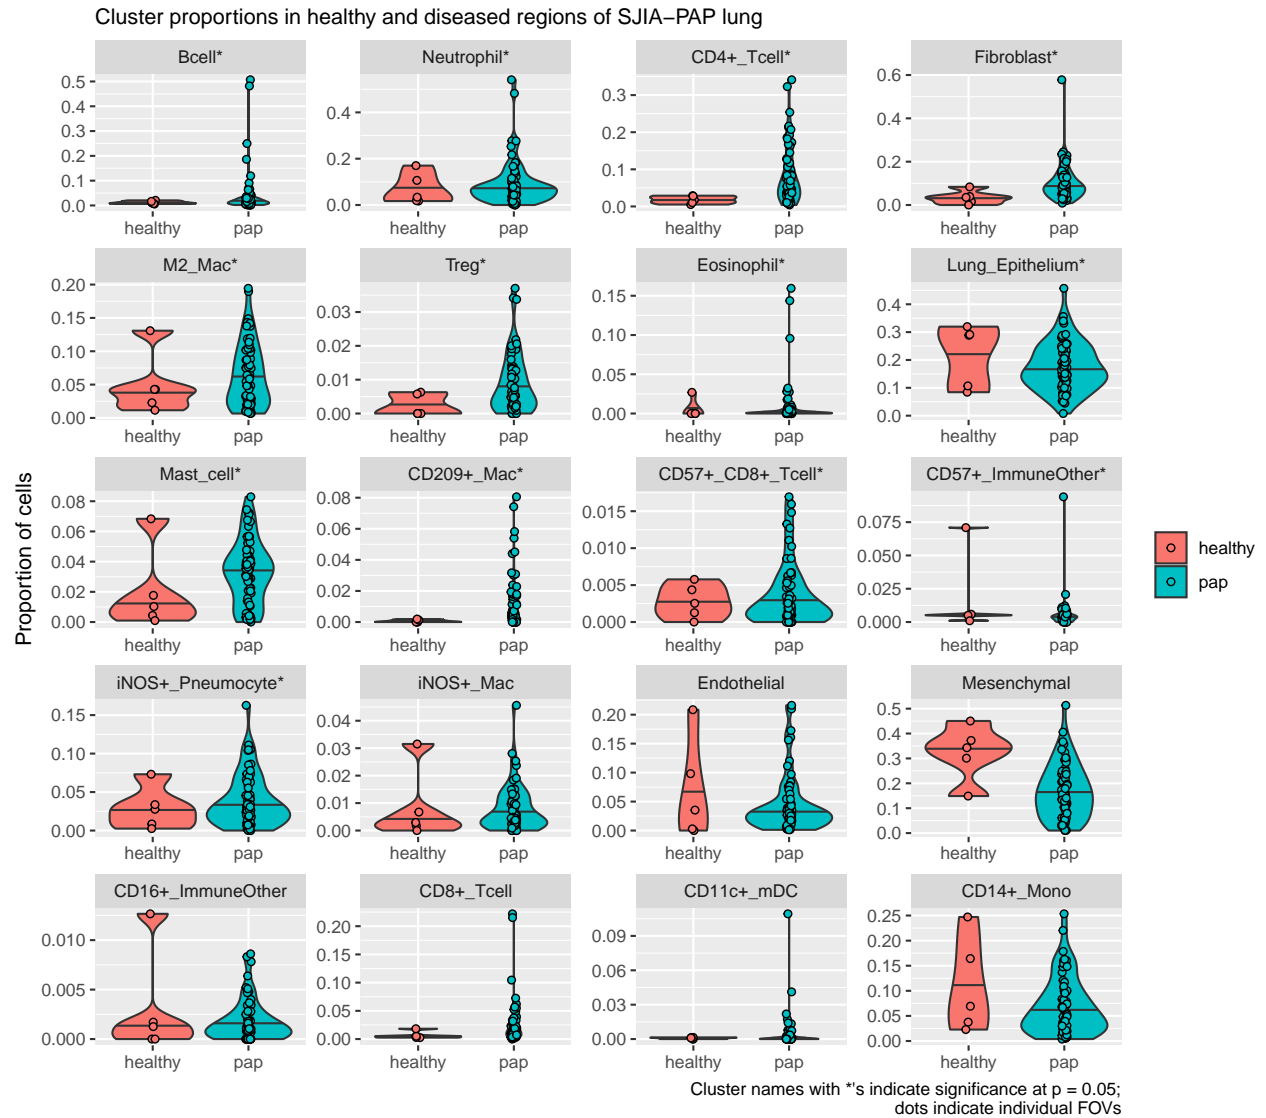 Cluster proportions in healthy and diseased regions of SJIA−PAP lung
Bcell* Neutrophil* CD4+_Tcell* Fibroblast*
0.5 0.4 0.3 0.2 0.1 0.0
0.4 0.2 0.0
0.3 0.2 0.1 0.0
0.6 0.4 0.2 0.0
healthy pap healthy pap healthy pap healthy pap
M2_Mac* Treg* Eosinophil* Lung_Epithelium*
0.20 0.15 0.10 0.05 0.00
0.03 0.02 0.01 0.00
0.15 0.10 0.05 0.00
0.4 0.3 0.2 0.1 0.0
healthy pap healthy pap healthy pap healthy pap
Proportion of cells
Mast_cell* CD209+_Mac* CD57+_CD8+_Tcell* CD57+_ImmuneOther*
0.08 0.06 0.04 0.02 0.00
0.08 0.06 0.04 0.02 0.00
0.015 0.010 0.005 0.000
0.075 0.050 0.025 0.000
healthy pap healthy pap healthy pap healthy pap
healthy
pap
iNOS+_Pneumocyte* iNOS+_Mac Endothelial Mesenchymal
0.15 0.10 0.05 0.00
0.04 0.03 0.02 0.01 0.00
0.20 0.15 0.10 0.05 0.00
0.5 0.4 0.3 0.2 0.1 0.0
healthy pap healthy pap healthy pap healthy pap
CD16+_ImmuneOther CD8+_Tcell CD11c+_mDC CD14+_Mono
0.010 0.005 0.000
0.20 0.15 0.10 0.05 0.00
0.09 0.06 0.03 0.00
0.25 0.20 0.15 0.10 0.05 0.00
healthy pap healthy pap healthy pap healthy pap
Cluster names with *'s indicate significance at p = 0.05;
dots indicate individual FOVs